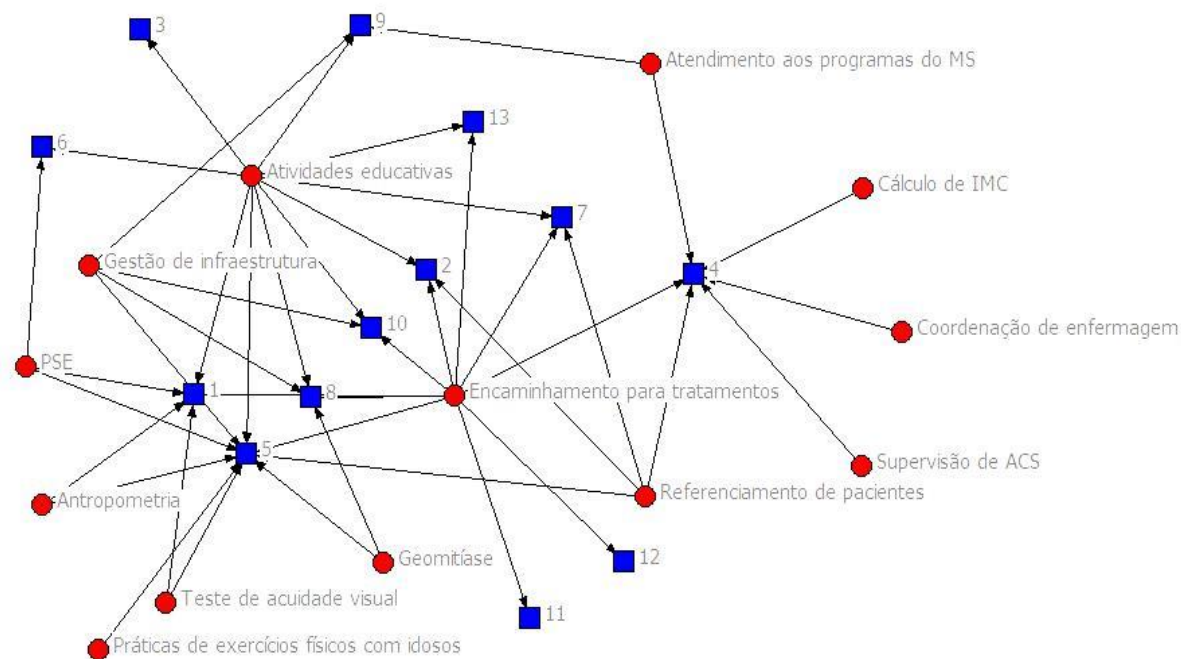 3
9
Atendimento aos programas do MS
13
6
Atividades educativas
Cálculo de IMC
7
Gestão de infraestrutura
2
4
10
Coordenação de enfermagem
PSE
1
8
Encaminhamento para tratamentos
5
Supervisão de ACS
Antropometria
Referenciamento de pacientes
Geomitíase
12
Teste de acuidade visual
11
Práticas de exercícios físicos com idosos